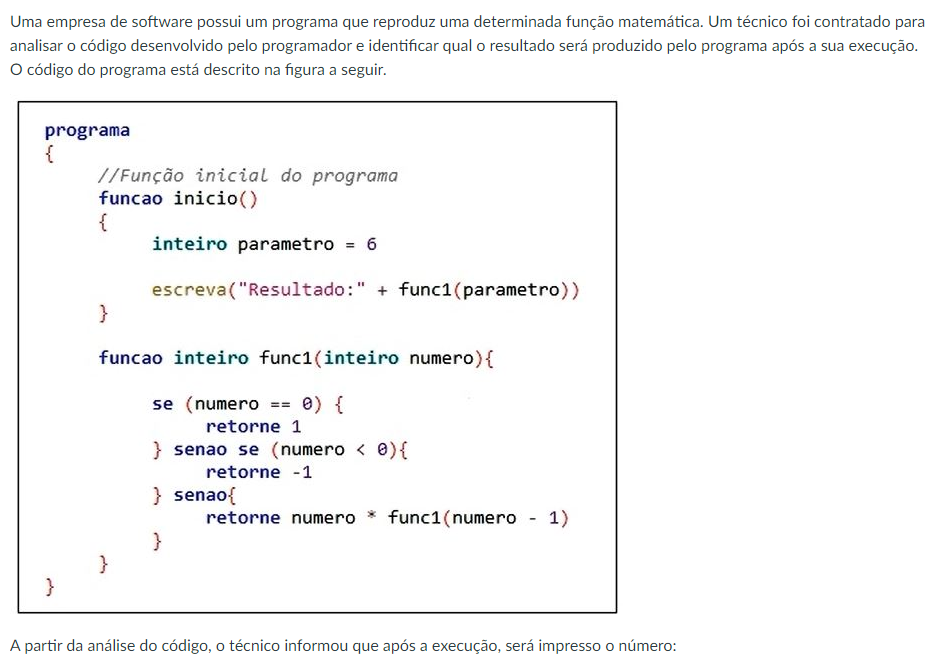 Uma empresa de software possui um programa que reproduz uma determinada função matemática. Um técnico foi contratado para
analisar o código desenvolvido pelo programador e identificar qual o resultado será produzido pelo programa após a sua execução.
O código do programa está descrito na figura a seguir.
programa
{
//Função inicial do programa
funcao inicio()
{
inteiro parametro = 6
escreva("Resultado:" + func1(parametro))
}
funcao inteiro func1(inteiro numero){
se (numero == 0) {
retorne 1
} senao se (numero < 0){
retorne -1
} senao{
retorne numero * func1(numero - 1)
}
}
}
A partir da análise do código, o técnico informou que após a execução, será impresso o número: